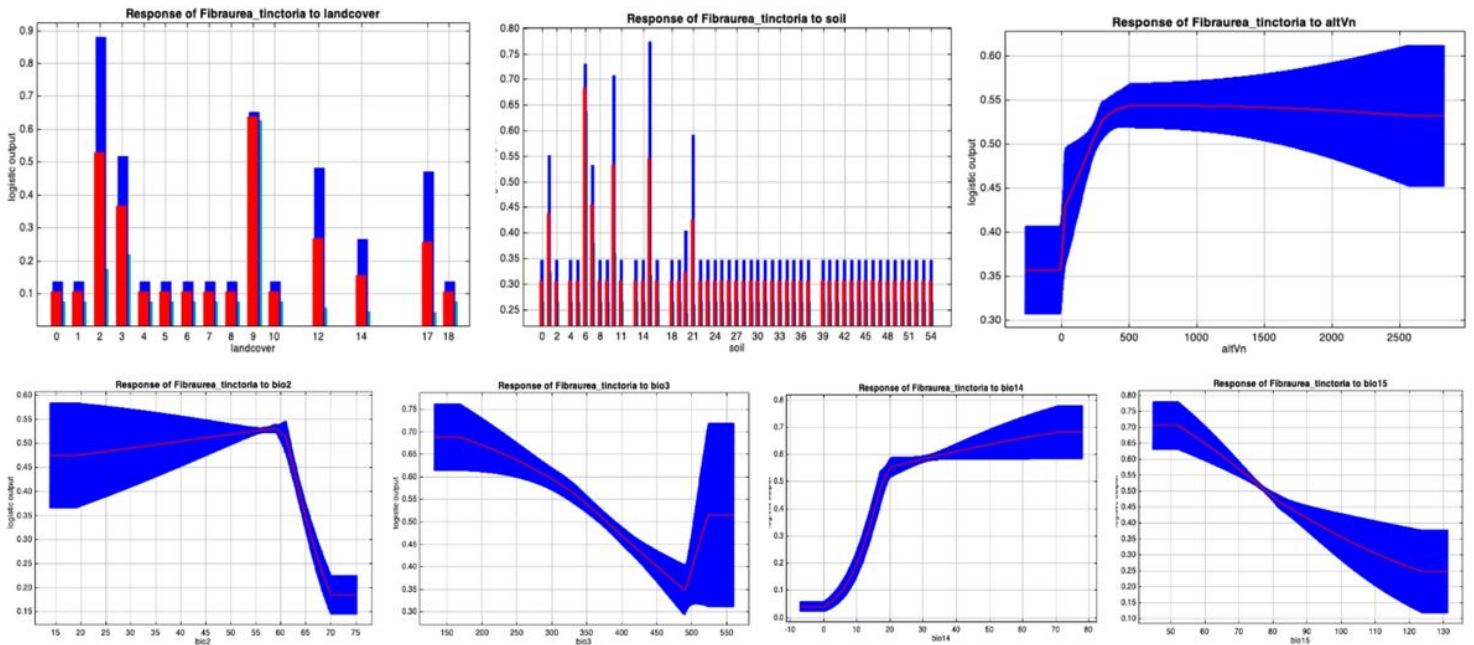 Response of Fibraurea_tinctoria to landcover
0.9
0.8
0.7
0.6
0.5
0.4
0.3
0.2
0.1
logistic output
0 1 2 3 4 5 6 7 8 9 10 12 14 17 18
landcover
Response of Fibraurea_tinctoria to soil
0.80
0.75
0.70
0.65
0.60
0.55
0.50
0.45
0.40
0.35
0.30
0.25
0 2 4 6 8 11 13 15 18 21 24 27 30 33 36 39 42 45 48 51 54
soil
Response of Fibraurea_tinctoria to altVn
0.60
0.55
0.50
0.45
0.40
0.35
0.30
logistic output
0 500 1000 1500 2000 2500
altVn
Response of Fibraurea_tinctoria to bio2
0.60
0.55
0.50
0.45
0.40
0.35
0.30
0.25
0.20
0.15
logistic output
15 20 25 30 35 40 45 50 55 60 65 70 75
bio2
Response of Fibraurea_tinctoria to bio3
0.75
0.70
0.65
0.60
0.55
0.50
0.45
0.40
0.35
0.30
logistic output
150 200 250 300 350 400 450 500 550
bio3
Response of Fibraurea_tinctoria to bio14
0.8
0.7
0.6
0.5
0.4
0.3
0.2
0.1
0.0
-10 0 10 20 30 40 50 60 70 80
bio14
Response of Fibraurea_tinctoria to bio15
0.80
0.75
0.70
0.65
0.60
0.55
0.50
0.45
0.40
0.35
0.30
0.25
0.20
0.15
0.10
50 60 70 80 90 100 110 120 130
bio15